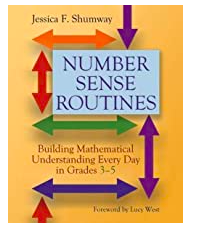 Jessica F. Shumway
NUMBER
SENSE
ROUTINES
Building Mathematical
Understanding Every Day
in Grades 3–5
Foreword by Lucy West